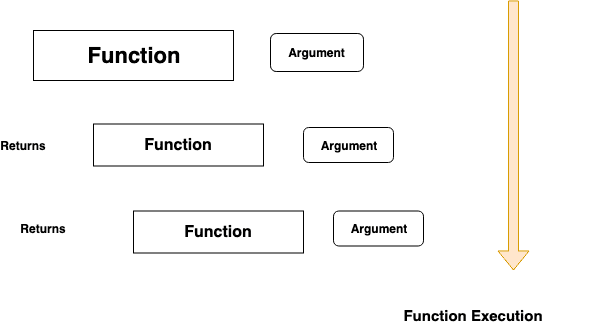 Function
Argument
Returns
Function
Argument
Returns
Function
Argument
Function Execution